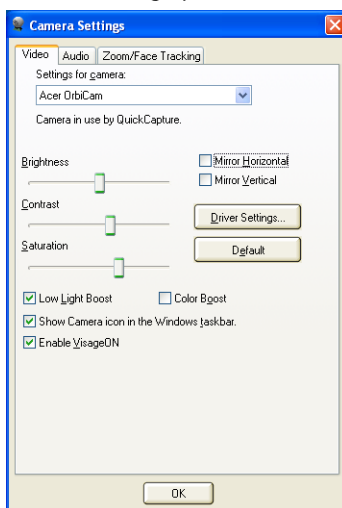 Camera Settings
Video Audio Zoom/Face Tracking
Settings for camera:
Acer OrbiCam
Camera in use by QuickCapture.
Brightness
Mirror Horizontal
Mirror Vertical
Contrast
Driver Settings...
Saturation
Default
Low Light Boost Color Boost
Show Camera icon in the Windows taskbar.
Enable VisageON
OK